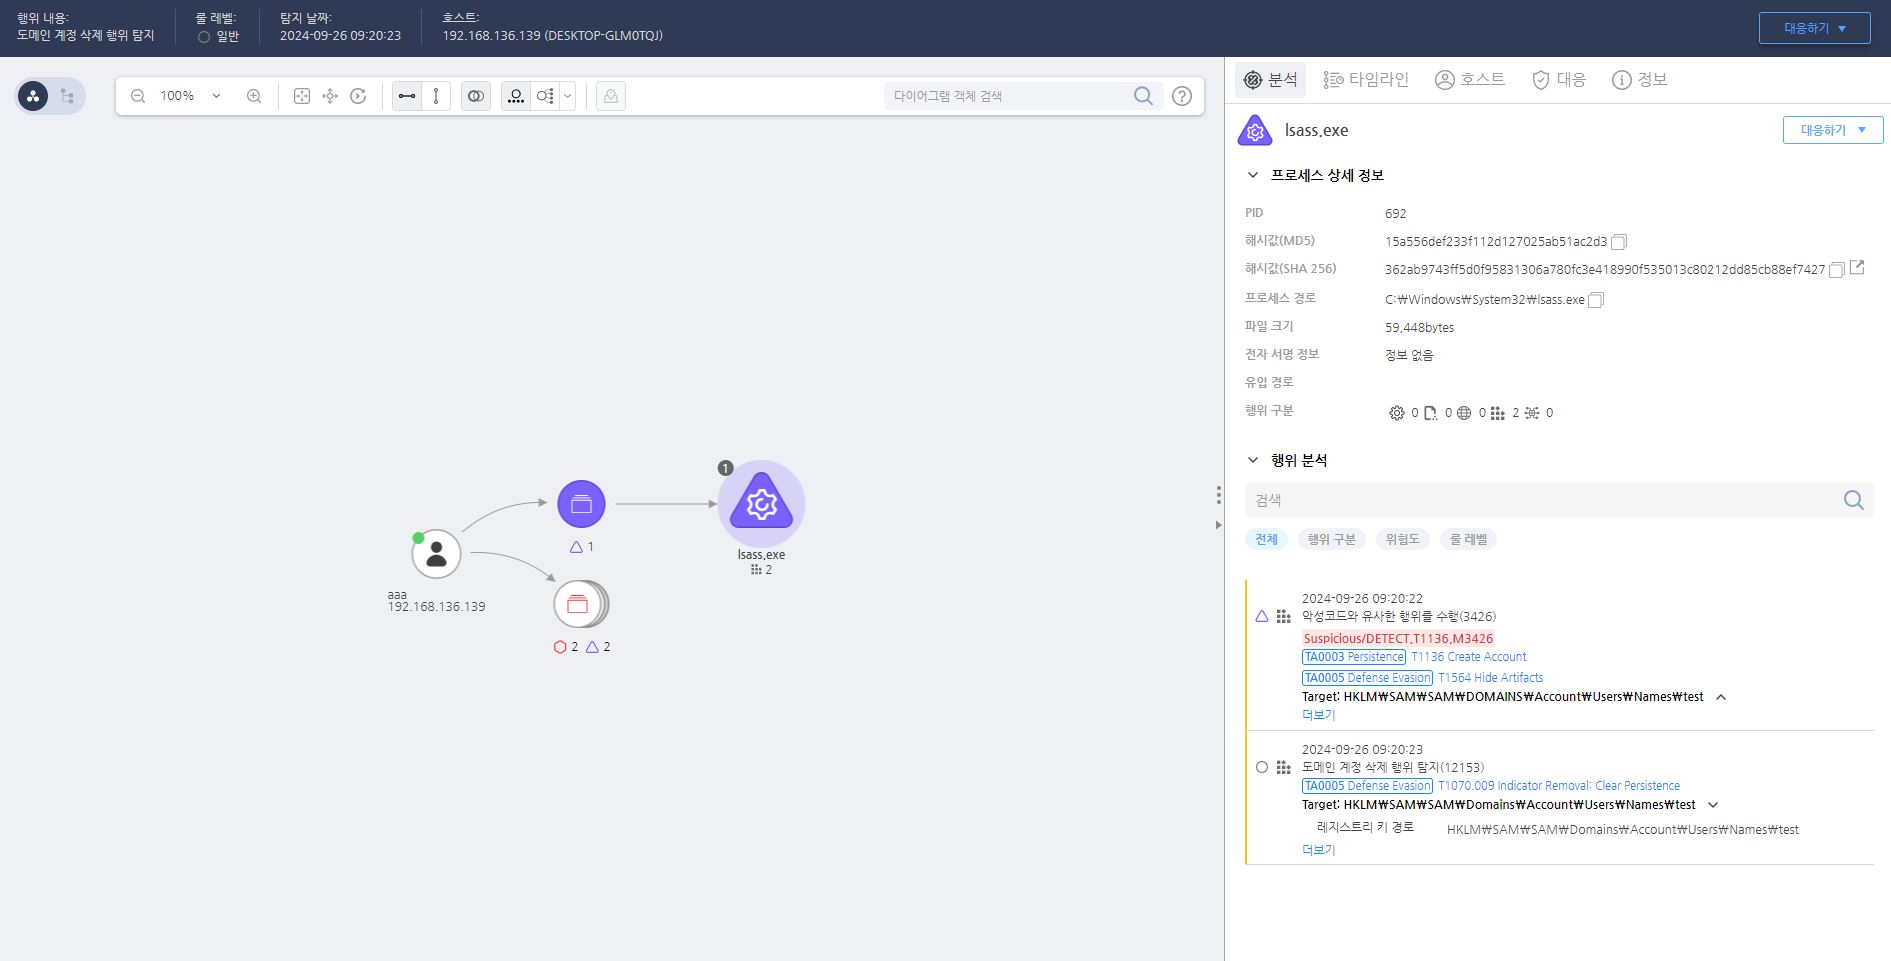 행위 내용:
도메인 계정 삭제 행위 탐지
룰 레벨:
일반
탐지 날짜:
2024-09-26 09:20:23
호스트:
192.168.136.139 (DESKTOP-GLM0TQJ)
대응하기
100%
다이어그램 객체 검색
1
1
lsass.exe
2
aaa
192.168.136.139
2 2
분석 타임라인 호스트 대응 정보
lsass.exe
대응하기
프로세스 상세 정보
PID 692
해시값(MD5) 15a556def233f112d127025ab51ac2d3
해시값(SHA 256) 362ab9743ff5d0f95831306a780fc3e418990f535013c80212dd85cb88ef7427
프로세스 경로 C:₩Windows₩System32₩lsass.exe
파일 크기 59,448bytes
전자 서명 정보 정보 없음
유입 경로
행위 구분 0 0 0 2 0
행위 분석
검색
전체 행위 구분 위험도 룰 레벨
2024-09-26 09:20:22
악성코드와 유사한 행위를 수행(3426)
Suspicious/DETECT.T1136.M3426
TA0003 Persistence T1136 Create Account
TA0005 Defense Evasion T1564 Hide Artifacts
Target: HKLM₩SAM₩SAM₩DOMAINS₩Account₩Users₩Names₩test
더보기
2024-09-26 09:20:23
도메인 계정 삭제 행위 탐지(12153)
TA0005 Defense Evasion T1070.009 Indicator Removal: Clear Persistence
Target: HKLM₩SAM₩SAM₩Domains₩Account₩Users₩Names₩test
레지스트리 키 경로 HKLM₩SAM₩SAM₩Domains₩Account₩Users₩Names₩test
더보기